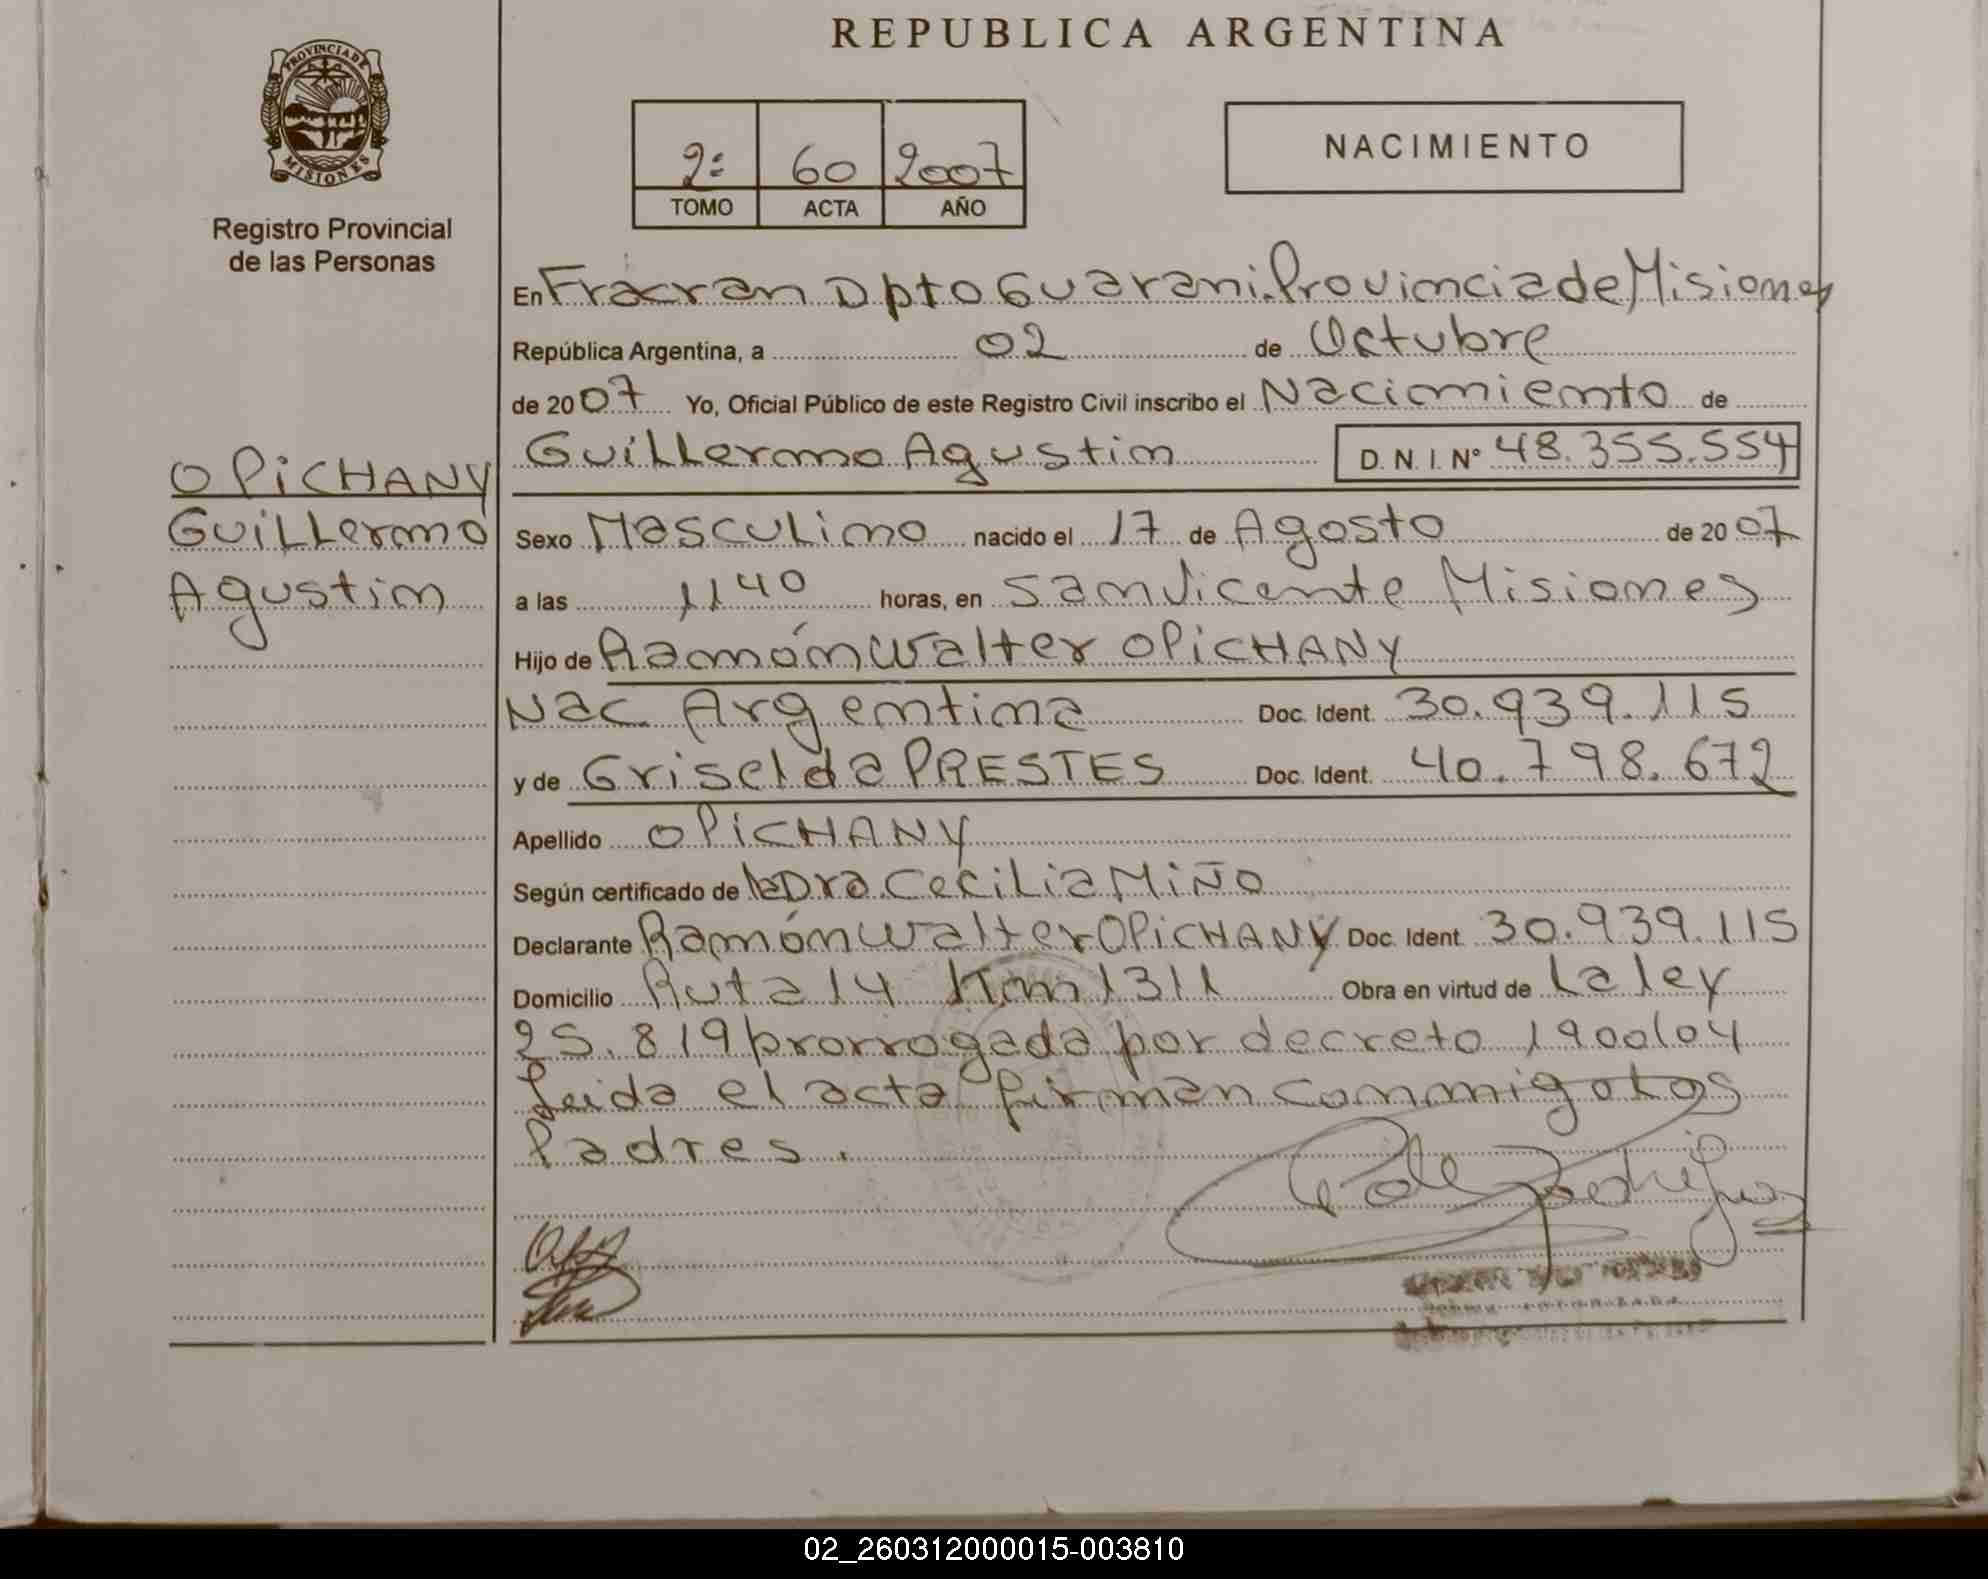 REPUBLICA ARGENTINA
PROVINCIA DE
MISIONES
Registro Provincial
de las Personas
2º 60 2007
TOMO ACTA AÑO
NACIMIENTO
En Fracran Dpto Guarani Provincia de Misiones
República Argentina, a 02 de Octubre
de 2007 Yo, Oficial Público de este Registro Civil inscribo el Nacimiento de
Guillermo Agustin D. N. I. Nº 48.355.554
OPiCHANY
Guillermo
Agustin
Sexo Masculino nacido el 17 de Agosto de 2007
a las 11 40 horas, en San Vicente Misiones
Hijo de Ramón Walter OPiCHANY
Nac. Argentina Doc. Ident. 30.939.115
y de Griselda PRESTES Doc. Ident. 40.798.672
Apellido OPiCHANY
Según certificado de la Dra Cecilia Miño
Declarante Ramón Walter OPiCHANY Doc. Ident. 30.939.115
Domicilio Ruta 14 Km 1311 Obra en virtud de La ley
25.819 prorrogada por decreto 1900/04
Leida el acta firman conmigo Los
Padres.
02_260312000015-003810